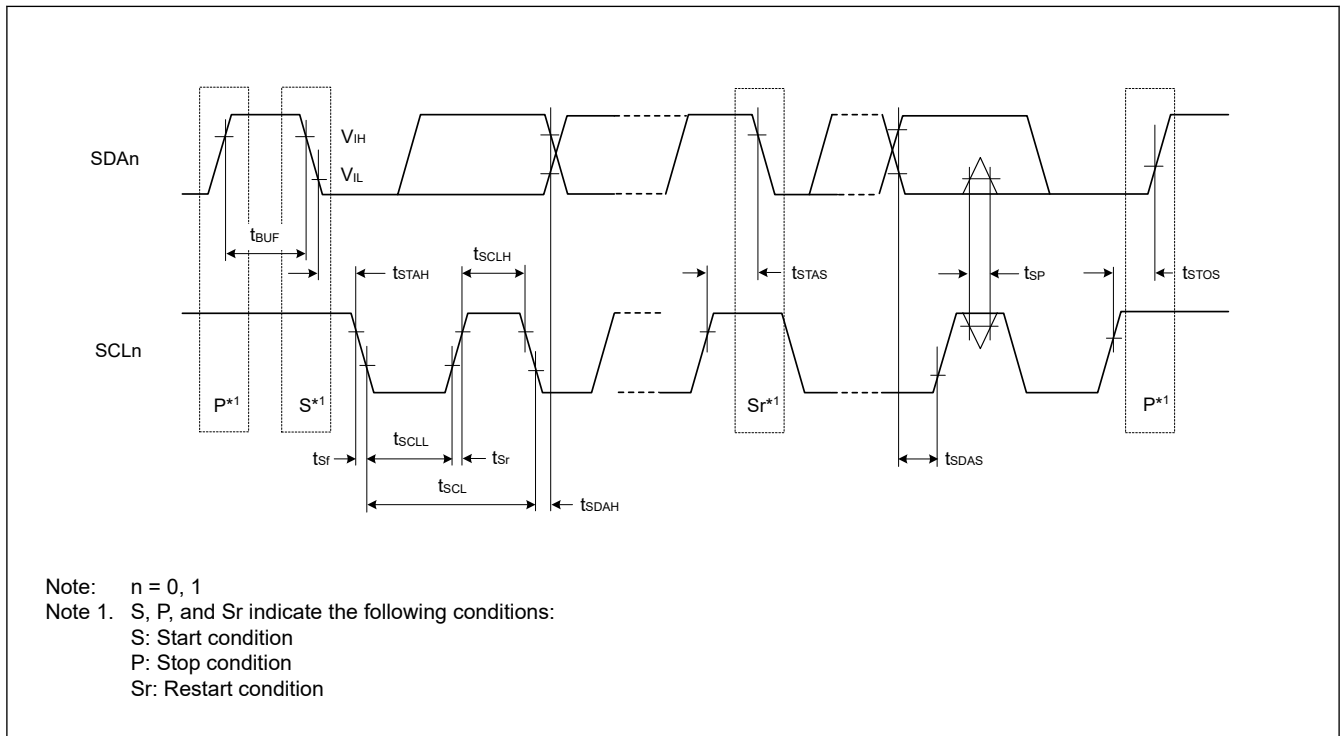 SDAn
VIH
VIL
tBUF
tSTAH
tSCLH
tSTAS
tSP
tSTOS
SCLn
P*1
S*1
Sr*1
P*1
tSf
tSCLL
tSr
tSCL
tSDAH
tSDAS
Note: n = 0, 1
Note 1. S, P, and Sr indicate the following conditions:
S: Start condition
P: Stop condition
Sr: Restart condition